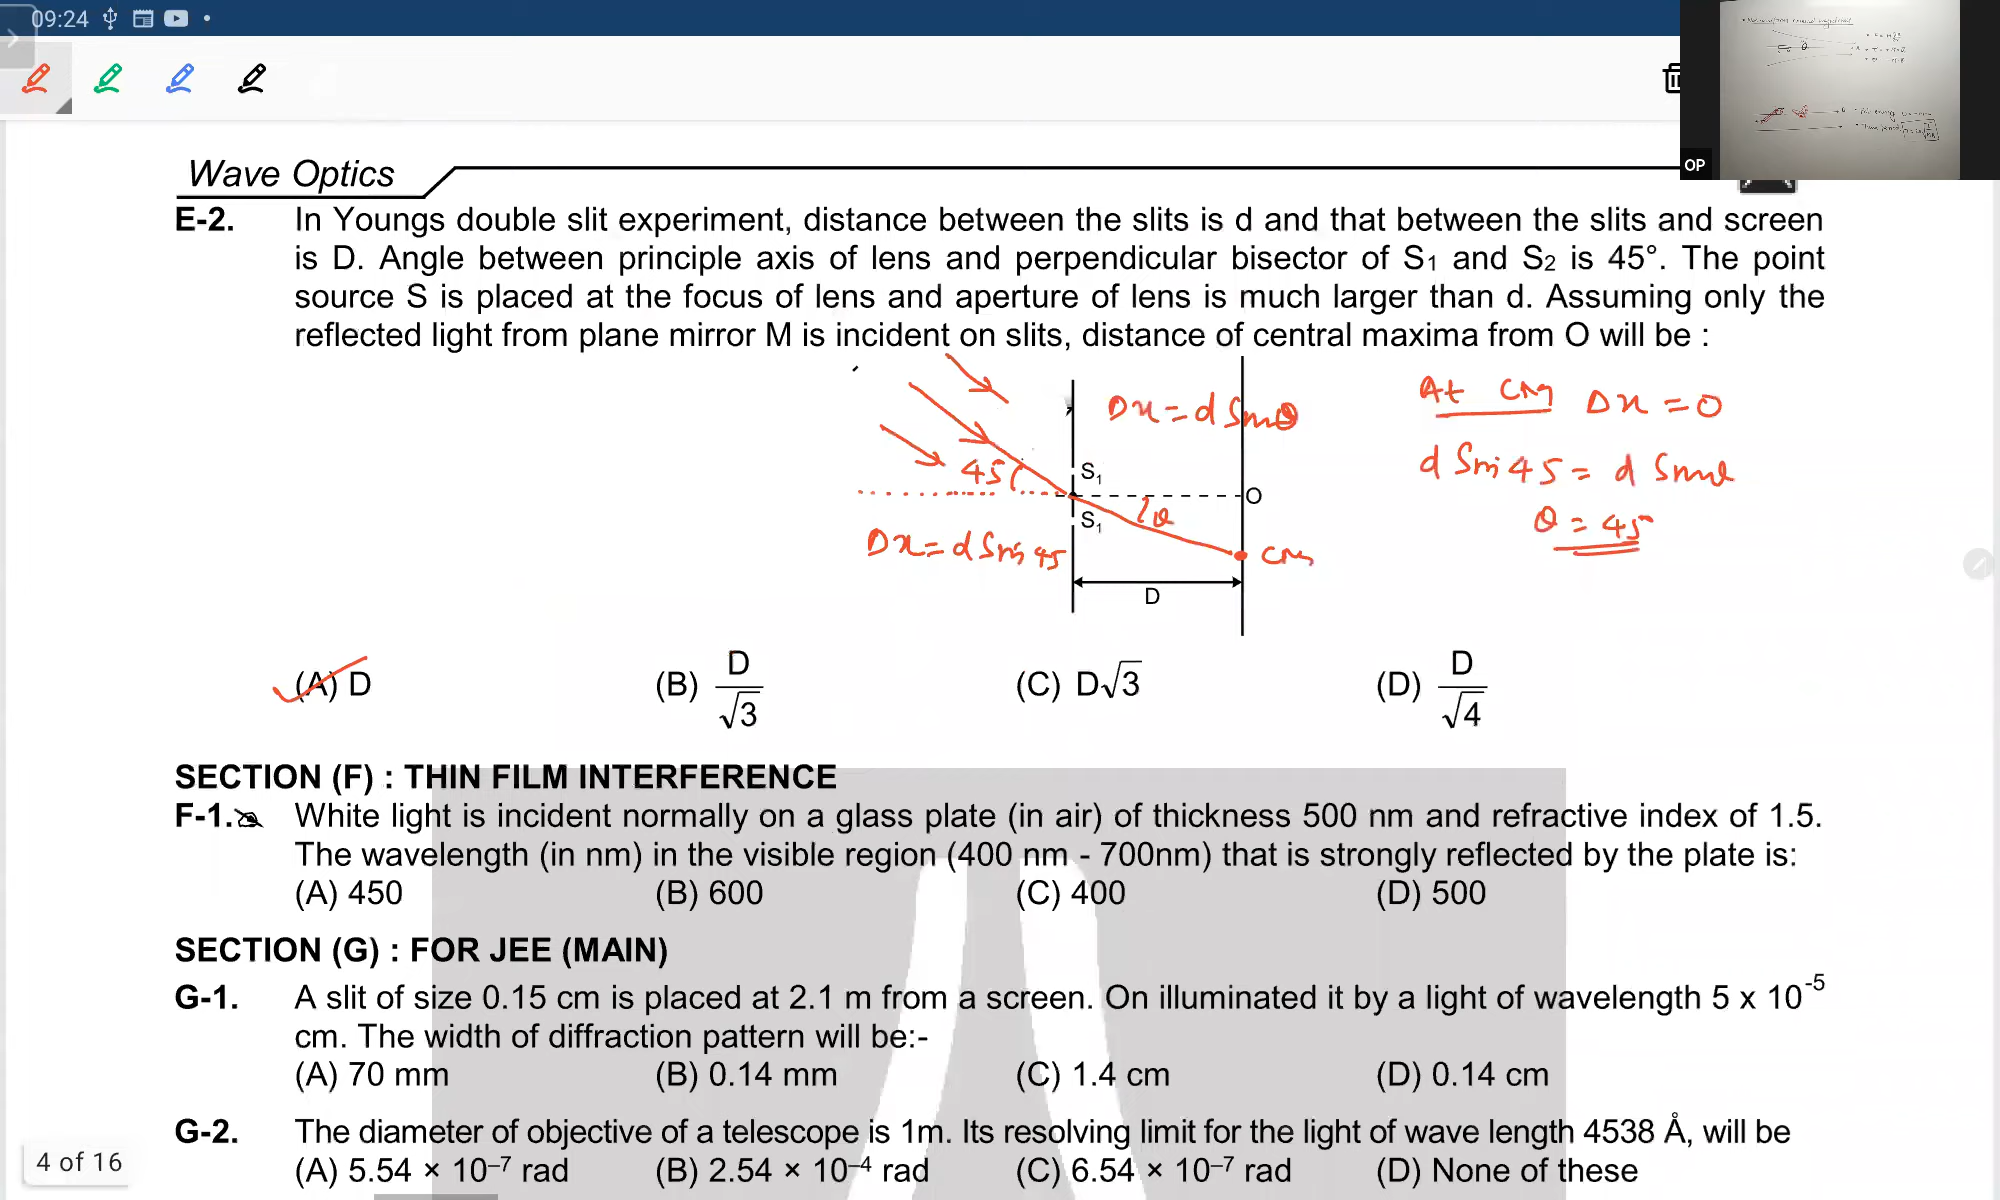 09:24
OP
Wave Optics
E-2. In Youngs double slit experiment, distance between the slits is d and that between the slits and screen
is D. Angle between principle axis of lens and perpendicular bisector of S₁ and S₂ is 45°. The point
source S is placed at the focus of lens and aperture of lens is much larger than d. Assuming only the
reflected light from plane mirror M is incident on slits, distance of central maxima from O will be :
At CM Δx = 0
Δx = d Sinθ
d Sin 45 = d Sinθ
45
S₁
O
θ
θ = 45
S₁
Δx = d Sin 45
CM
D
(A) D (B) D/√3 (C) D√3 (D) D/√4
SECTION (F) : THIN FILM INTERFERENCE
F-1. White light is incident normally on a glass plate (in air) of thickness 500 nm and refractive index of 1.5.
The wavelength (in nm) in the visible region (400 nm - 700nm) that is strongly reflected by the plate is:
(A) 450 (B) 600 (C) 400 (D) 500
SECTION (G) : FOR JEE (MAIN)
G-1. A slit of size 0.15 cm is placed at 2.1 m from a screen. On illuminated it by a light of wavelength 5 x 10⁻⁵
cm. The width of diffraction pattern will be:-
(A) 70 mm (B) 0.14 mm (C) 1.4 cm (D) 0.14 cm
G-2. The diameter of objective of a telescope is 1m. Its resolving limit for the light of wave length 4538 Å, will be
(A) 5.54 × 10⁻⁷ rad (B) 2.54 × 10⁻⁴ rad (C) 6.54 × 10⁻⁷ rad (D) None of these
4 of 16